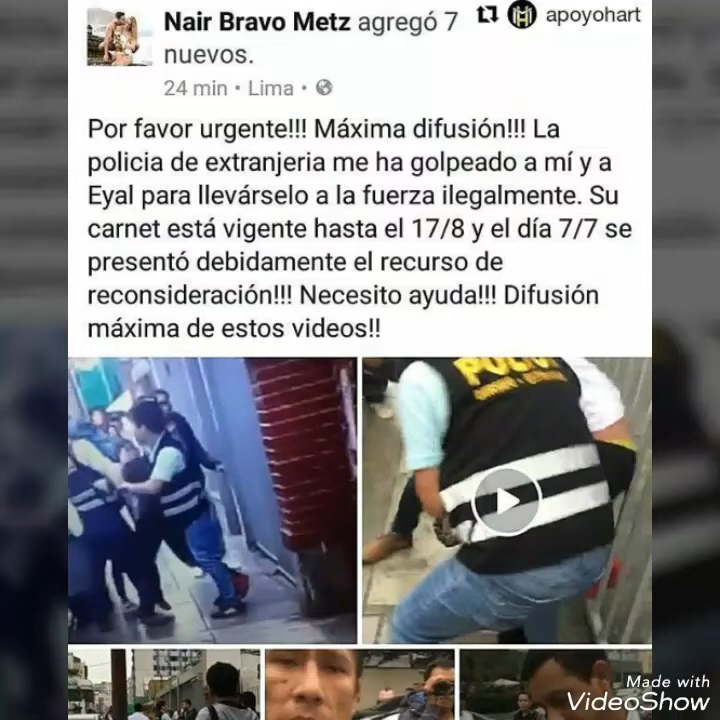 Nair Bravo Metz agregó 7
nuevos.
apoyohart
24 min • Lima •
Por favor urgente!!! Máxima difusión!!! La
policia de extranjeria me ha golpeado a mí y a
Eyal para llevárselo a la fuerza ilegalmente. Su
carnet está vigente hasta el 17/8 y el día 7/7 se
presentó debidamente el recurso de
reconsideración!!! Necesito ayuda!!! Difusión
máxima de estos videos!!
Made with
VideoShow